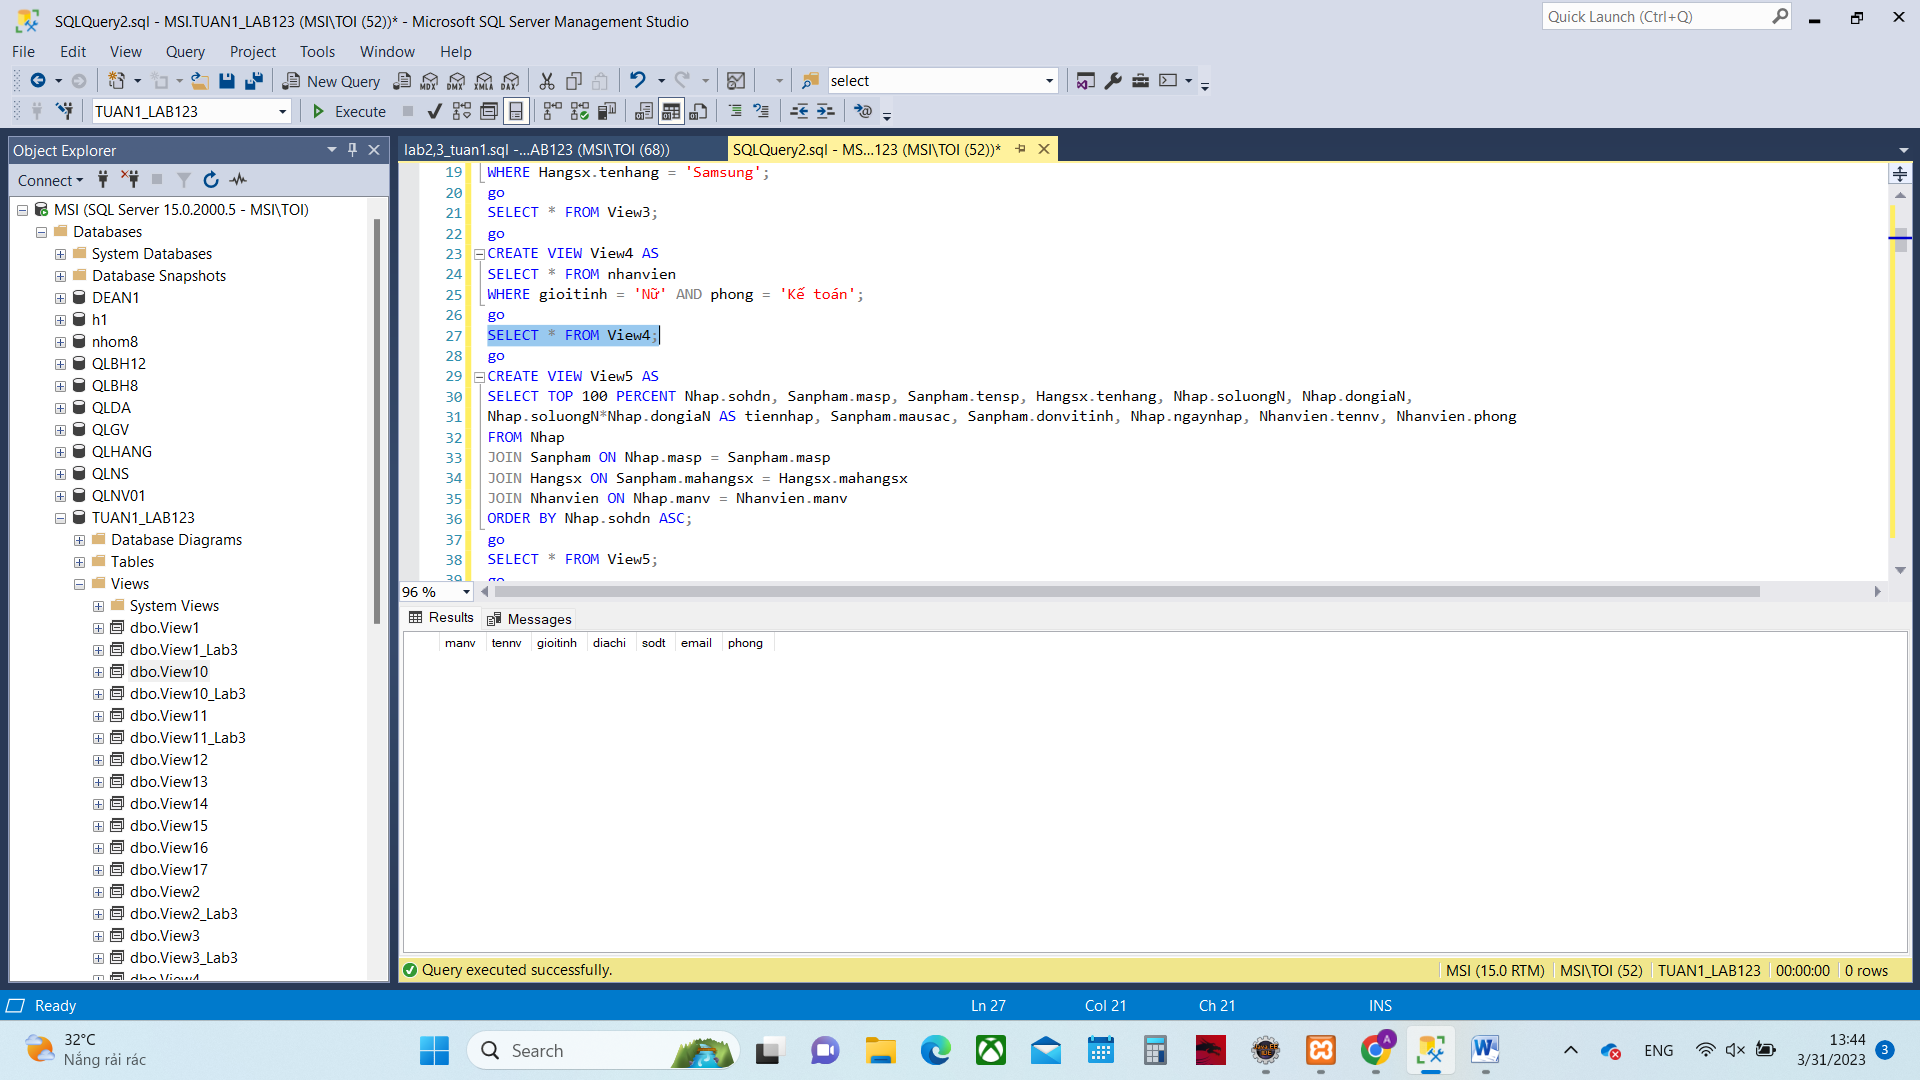 SQLQuery2.sql - MSI.TUAN1_LAB123 (MSI\TOI (52))* - Microsoft SQL Server Management Studio
Quick Launch (Ctrl+Q)
File Edit View Query Project Tools Window Help
New Query MDX DMX XMLA DAX select
TUAN1_LAB123 Execute
Object Explorer
Connect
MSI (SQL Server 15.0.2000.5 - MSI\TOI)
Databases
System Databases
Database Snapshots
DEAN1
h1
nhom8
QLBH12
QLBH8
QLDA
QLGV
QLHANG
QLNS
QLNV01
TUAN1_LAB123
Database Diagrams
Tables
Views
System Views
dbo.View1
dbo.View1_Lab3
dbo.View10
dbo.View10_Lab3
dbo.View11
dbo.View11_Lab3
dbo.View12
dbo.View13
dbo.View14
dbo.View15
dbo.View16
dbo.View17
dbo.View2
dbo.View2_Lab3
dbo.View3
dbo.View3_Lab3
dbo.View4
lab2,3_tuan1.sql -...AB123 (MSI\TOI (68))
SQLQuery2.sql - MS...123 (MSI\TOI (52))*
19 WHERE Hangsx.tenhang = 'Samsung';
20 go
21 SELECT * FROM View3;
22 go
23 CREATE VIEW View4 AS
24 SELECT * FROM nhanvien
25 WHERE gioitinh = 'Nữ' AND phong = 'Kế toán';
26 go
27 SELECT * FROM View4;
28 go
29 CREATE VIEW View5 AS
30 SELECT TOP 100 PERCENT Nhap.sohdn, Sanpham.masp, Sanpham.tensp, Hangsx.tenhang, Nhap.soluongN, Nhap.dongiaN,
31 Nhap.soluongN*Nhap.dongiaN AS tiennhap, Sanpham.mausac, Sanpham.donvitinh, Nhap.ngaynhap, Nhanvien.tennv, Nhanvien.phong
32 FROM Nhap
33 JOIN Sanpham ON Nhap.masp = Sanpham.masp
34 JOIN Hangsx ON Sanpham.mahangsx = Hangsx.mahangsx
35 JOIN Nhanvien ON Nhap.manv = Nhanvien.manv
36 ORDER BY Nhap.sohdn ASC;
37 go
38 SELECT * FROM View5;
39 go
96 %
Results Messages
manv tennv gioitinh diachi sodt email phong
Query executed successfully.
MSI (15.0 RTM) MSI\TOI (52) TUAN1_LAB123 00:00:00 0 rows
Ready Ln 27 Col 21 Ch 21 INS
32°C
Nắng rải rác
Search
ENG
13:44
3/31/2023
3